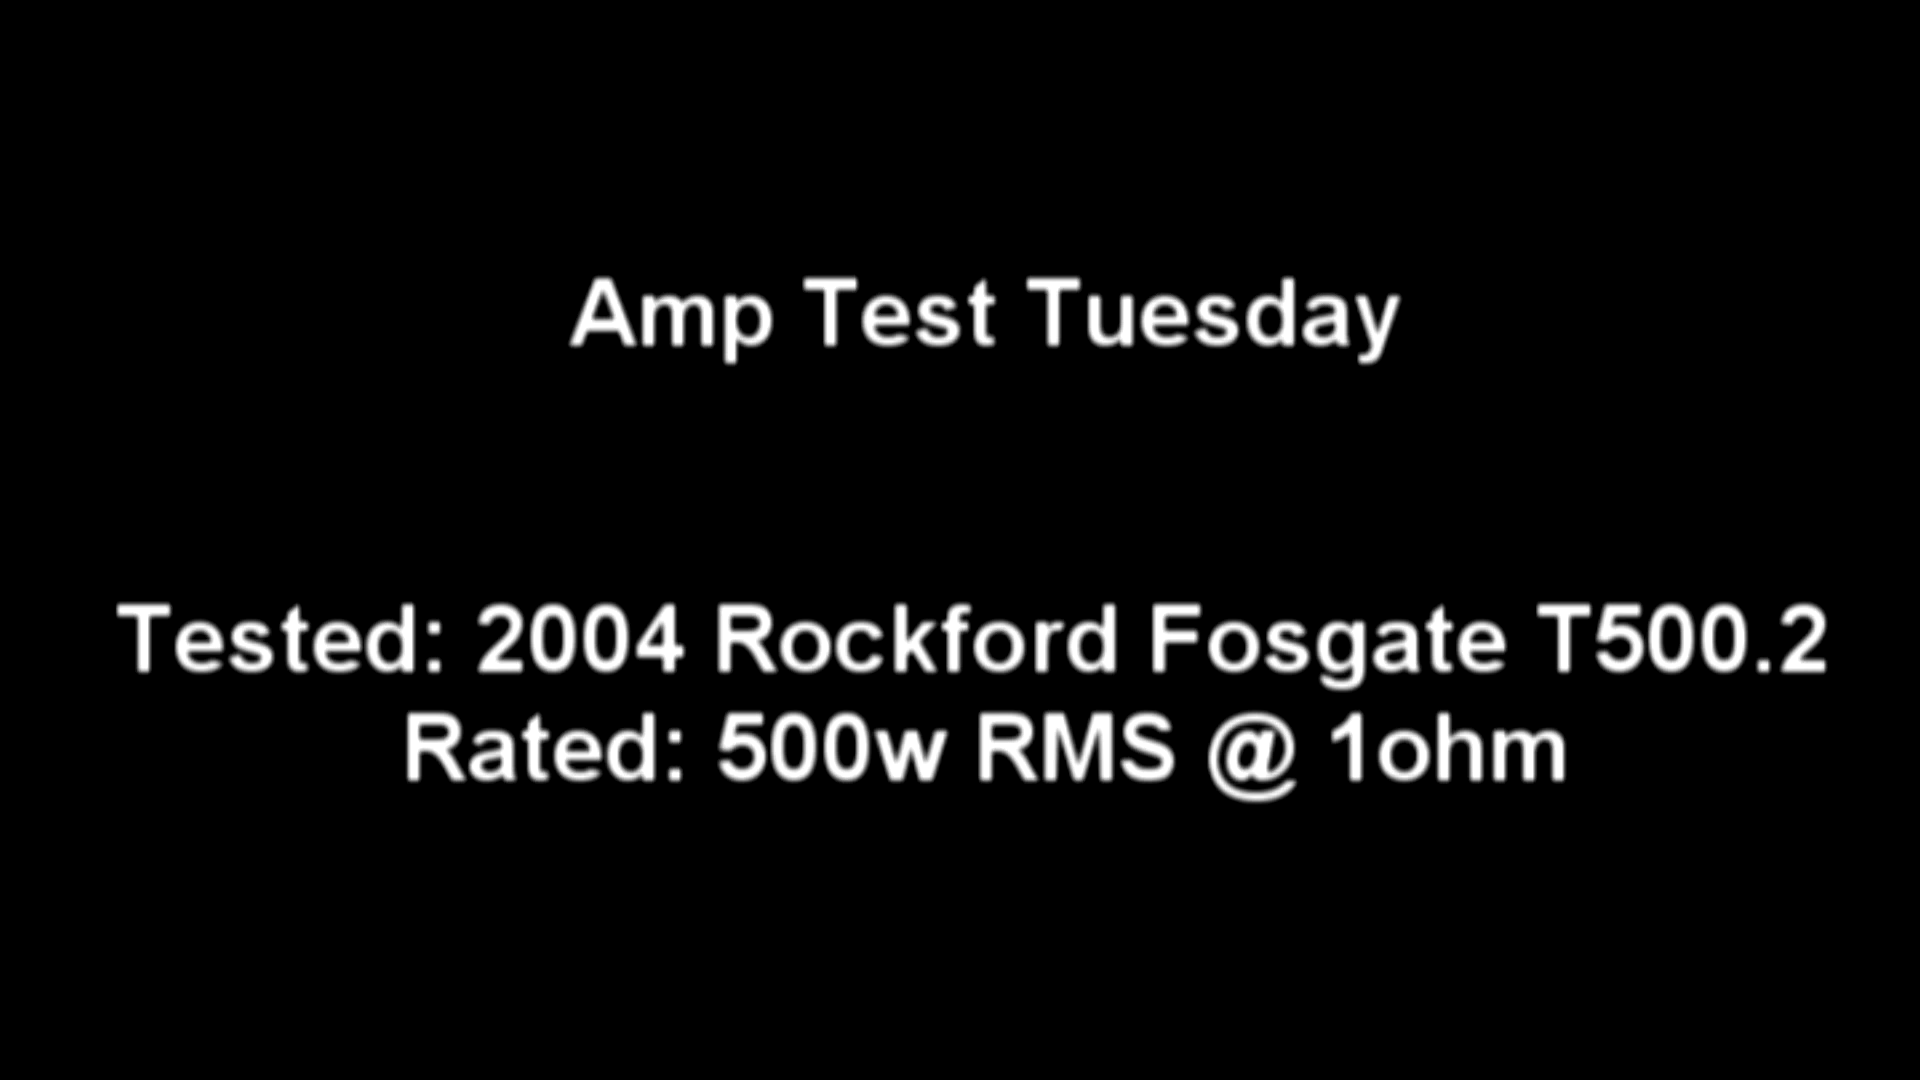 Amp Test Tuesday
Tested: 2004 Rockford Fosgate T500.2
Rated: 500w RMS @ 1ohm